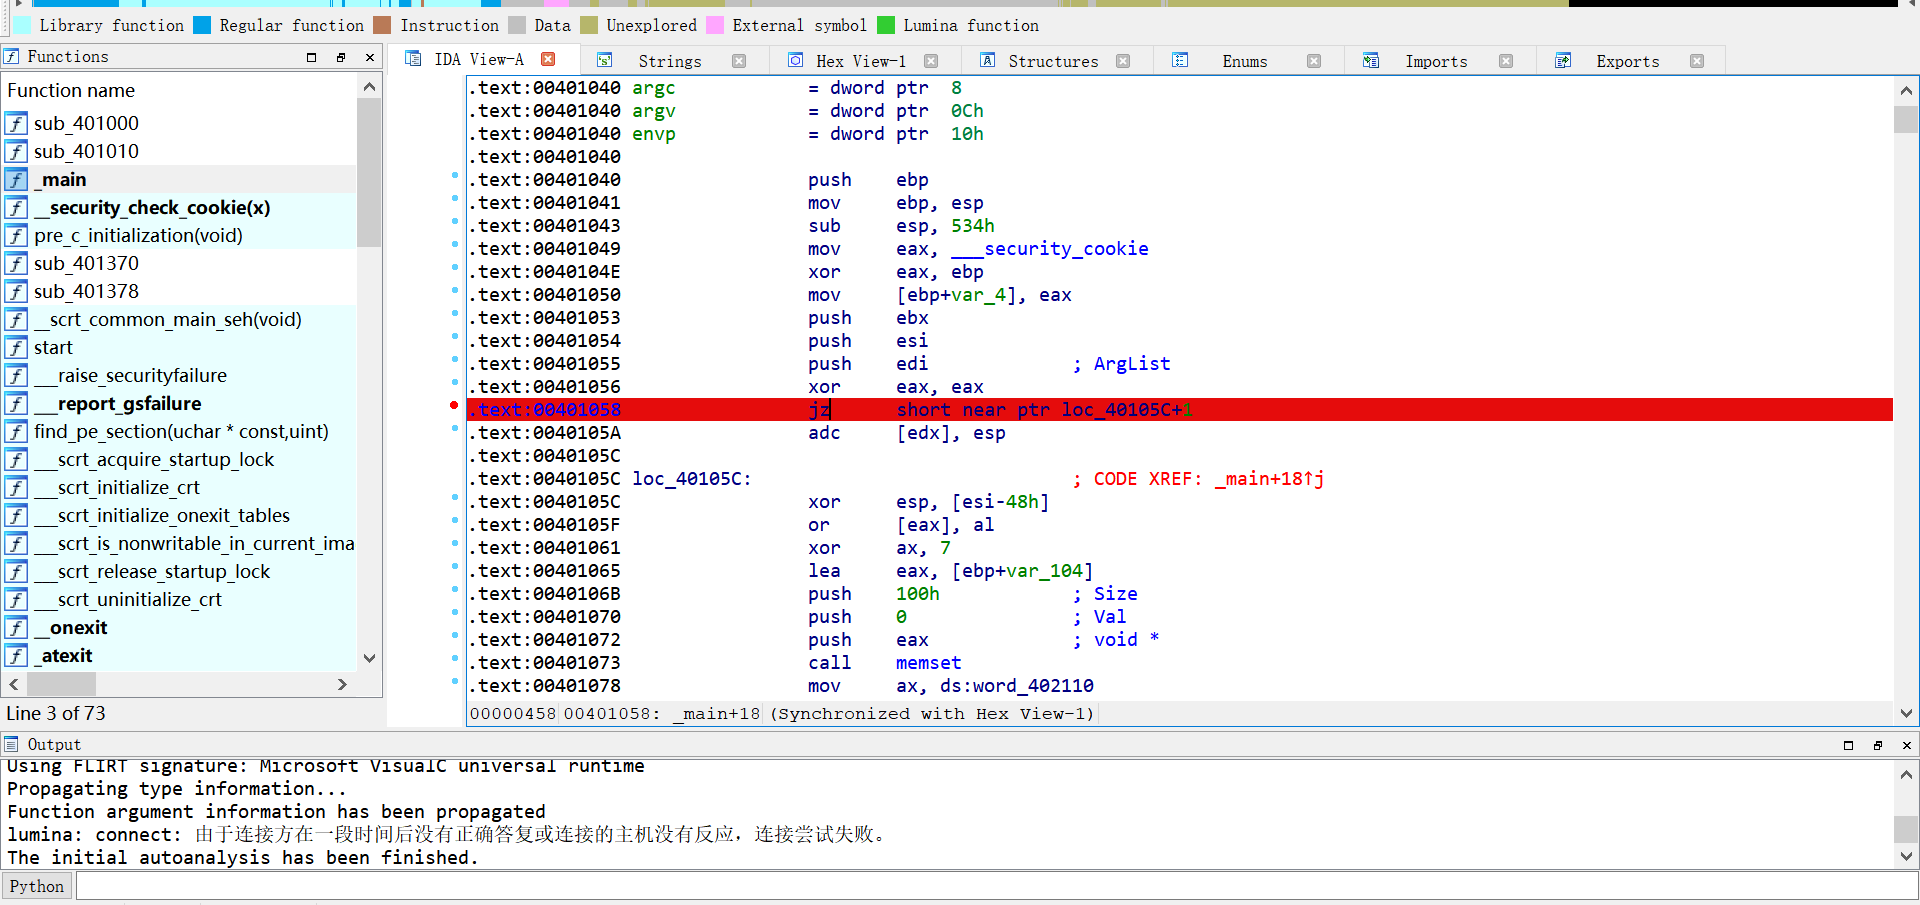 Library function Regular function Instruction Data Unexplored External symbol Lumina function
Functions
Function name
sub_401000
sub_401010
_main
__security_check_cookie(x)
pre_c_initialization(void)
sub_401370
sub_401378
__scrt_common_main_seh(void)
start
___raise_securityfailure
___report_gsfailure
find_pe_section(uchar * const,uint)
___scrt_acquire_startup_lock
___scrt_initialize_crt
___scrt_initialize_onexit_tables
___scrt_is_nonwritable_in_current_ima
___scrt_release_startup_lock
___scrt_uninitialize_crt
__onexit
_atexit
Line 3 of 73
IDA View-A Strings Hex View-1 Structures Enums Imports Exports
.text:00401040 argc = dword ptr 8
.text:00401040 argv = dword ptr 0Ch
.text:00401040 envp = dword ptr 10h
.text:00401040
.text:00401040 push ebp
.text:00401041 mov ebp, esp
.text:00401043 sub esp, 534h
.text:00401049 mov eax, ___security_cookie
.text:0040104E xor eax, ebp
.text:00401050 mov [ebp+var_4], eax
.text:00401053 push ebx
.text:00401054 push esi
.text:00401055 push edi ; ArgList
.text:00401056 xor eax, eax
.text:00401058 jz short near ptr loc_40105C+1
.text:0040105A adc [edx], esp
.text:0040105C
.text:0040105C loc_40105C: ; CODE XREF: _main+18↑j
.text:0040105C xor esp, [esi-48h]
.text:0040105F or [eax], al
.text:00401061 xor ax, 7
.text:00401065 lea eax, [ebp+var_104]
.text:0040106B push 100h ; Size
.text:00401070 push 0 ; Val
.text:00401072 push eax ; void *
.text:00401073 call memset
.text:00401078 mov ax, ds:word_402110
00000458 00401058: _main+18 (Synchronized with Hex View-1)
Output
Using FLIRT signature: Microsoft VisualC universal runtime
Propagating type information...
Function argument information has been propagated
lumina: connect: 由于连接方在一段时间后没有正确答复或连接的主机没有反应，连接尝试失败。
The initial autoanalysis has been finished.
Python